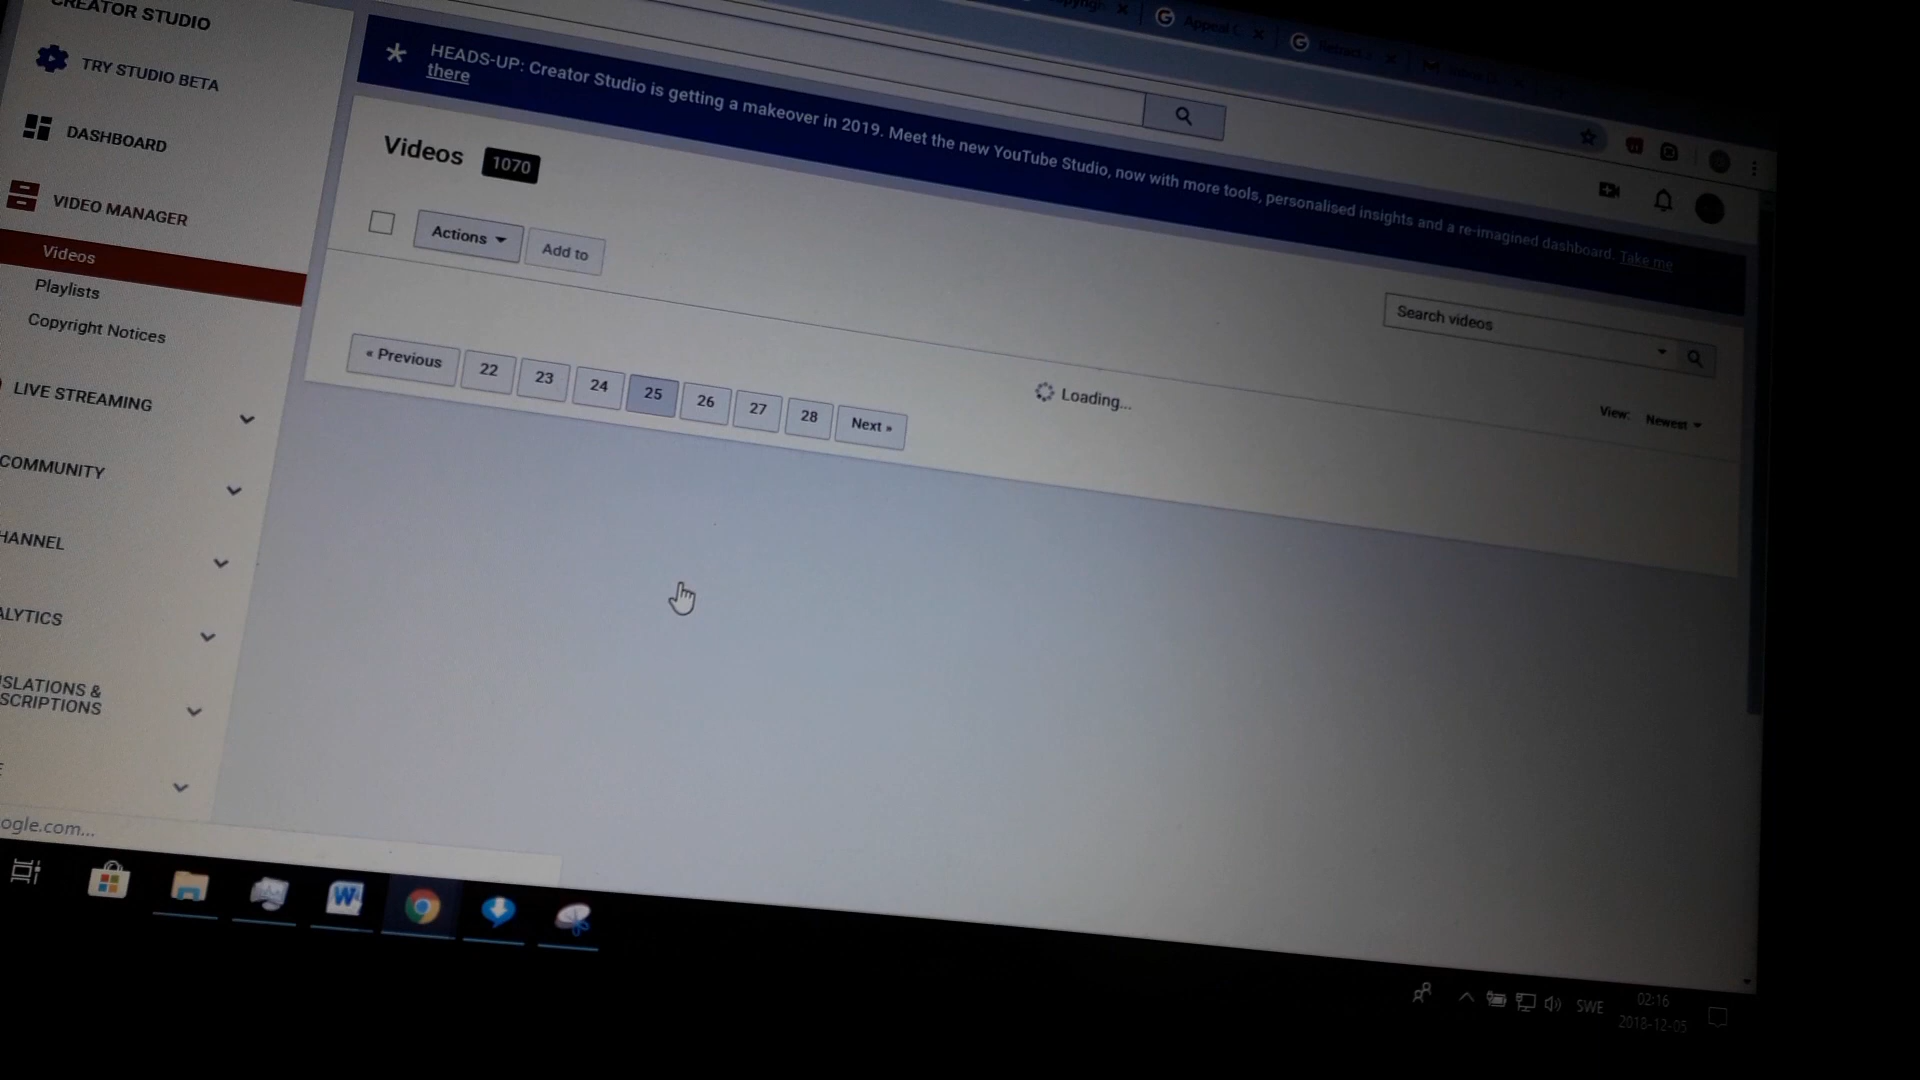 CREATOR STUDIO
TRY STUDIO BETA
DASHBOARD
VIDEO MANAGER
Videos
Playlists
Copyright Notices
LIVE STREAMING
COMMUNITY
HANNEL
ALYTICS
SLATIONS &
SCRIPTIONS
E
ogle.com...
Appeal C
HEADS-UP: Creator Studio is getting a makeover in 2019. Meet the new YouTube Studio, now with more tools, personalised insights and a re-imagined dashboard. Take me
there
Videos 1070
Actions Add to
Search videos
View: Newest
« Previous 22 23 24 25 26 27 28 Next »
Loading...
SWE
02:16
2018-12-05